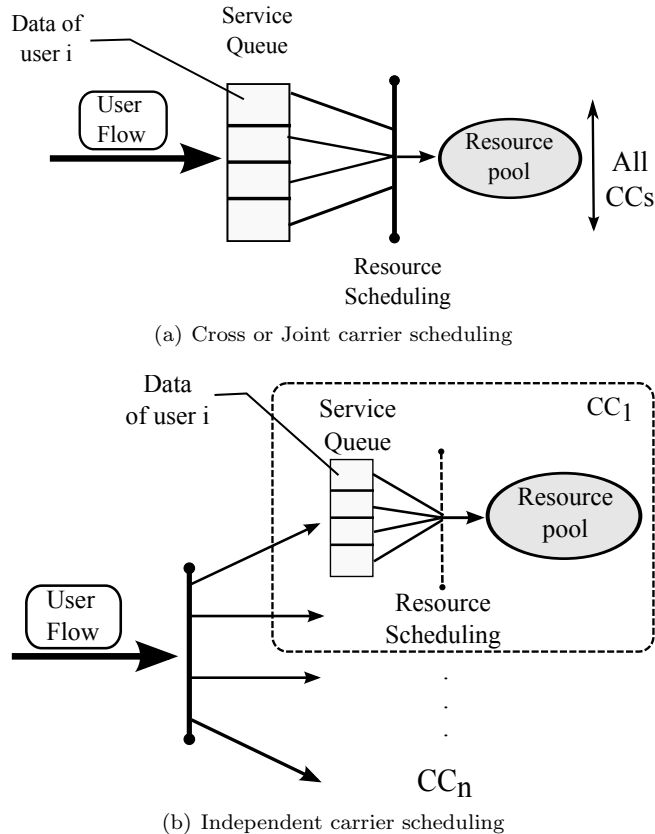 Data of
user i
Service
Queue
User
Flow
Resource
pool
All
CCs
Resource
Scheduling
(a) Cross or Joint carrier scheduling
Data
of user i
Service
Queue
CC1
Resource
pool
User
Flow
Resource
Scheduling
CCn
(b) Independent carrier scheduling